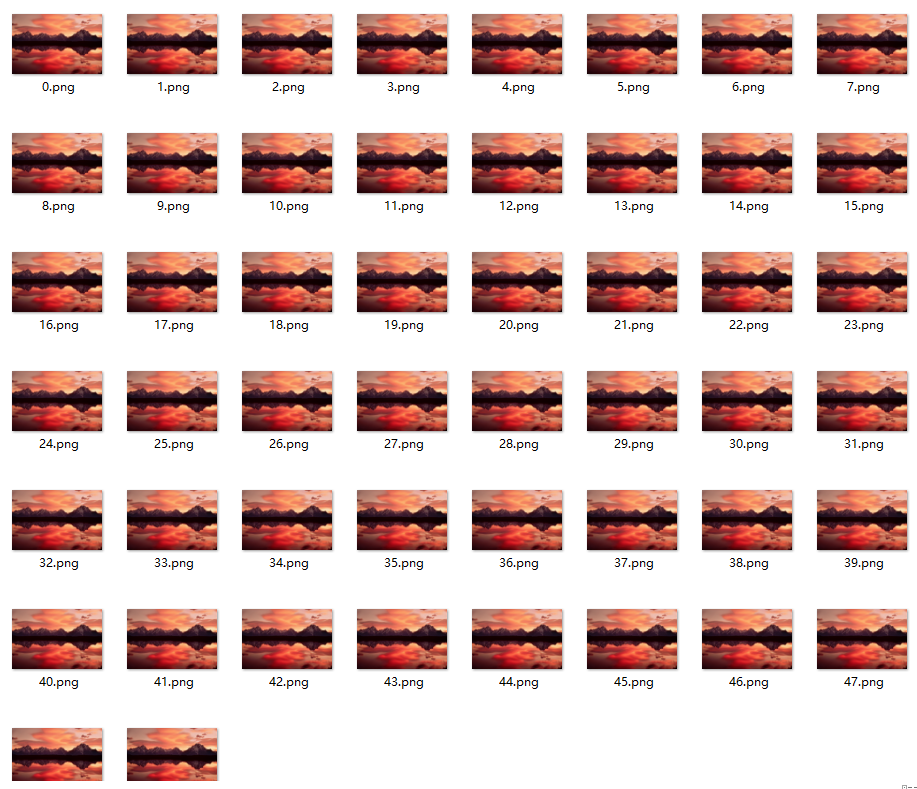 0.png 1.png 2.png 3.png 4.png 5.png 6.png 7.png
8.png 9.png 10.png 11.png 12.png 13.png 14.png 15.png
16.png 17.png 18.png 19.png 20.png 21.png 22.png 23.png
24.png 25.png 26.png 27.png 28.png 29.png 30.png 31.png
32.png 33.png 34.png 35.png 36.png 37.png 38.png 39.png
40.png 41.png 42.png 43.png 44.png 45.png 46.png 47.png